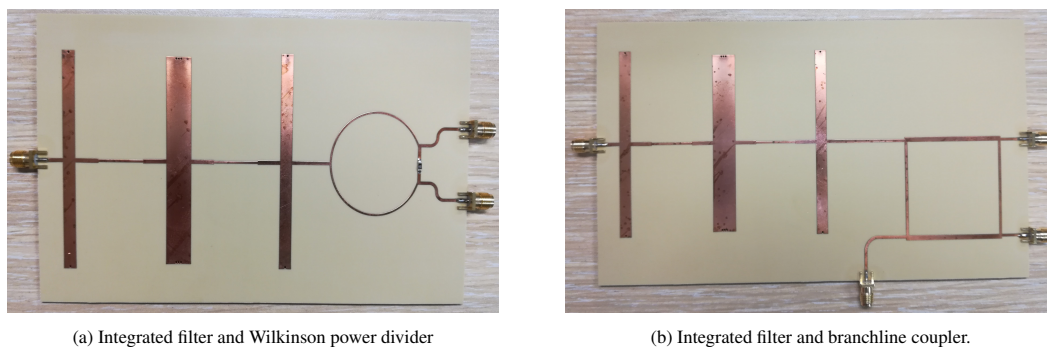 (a) Integrated filter and Wilkinson power divider
(b) Integrated filter and branchline coupler.